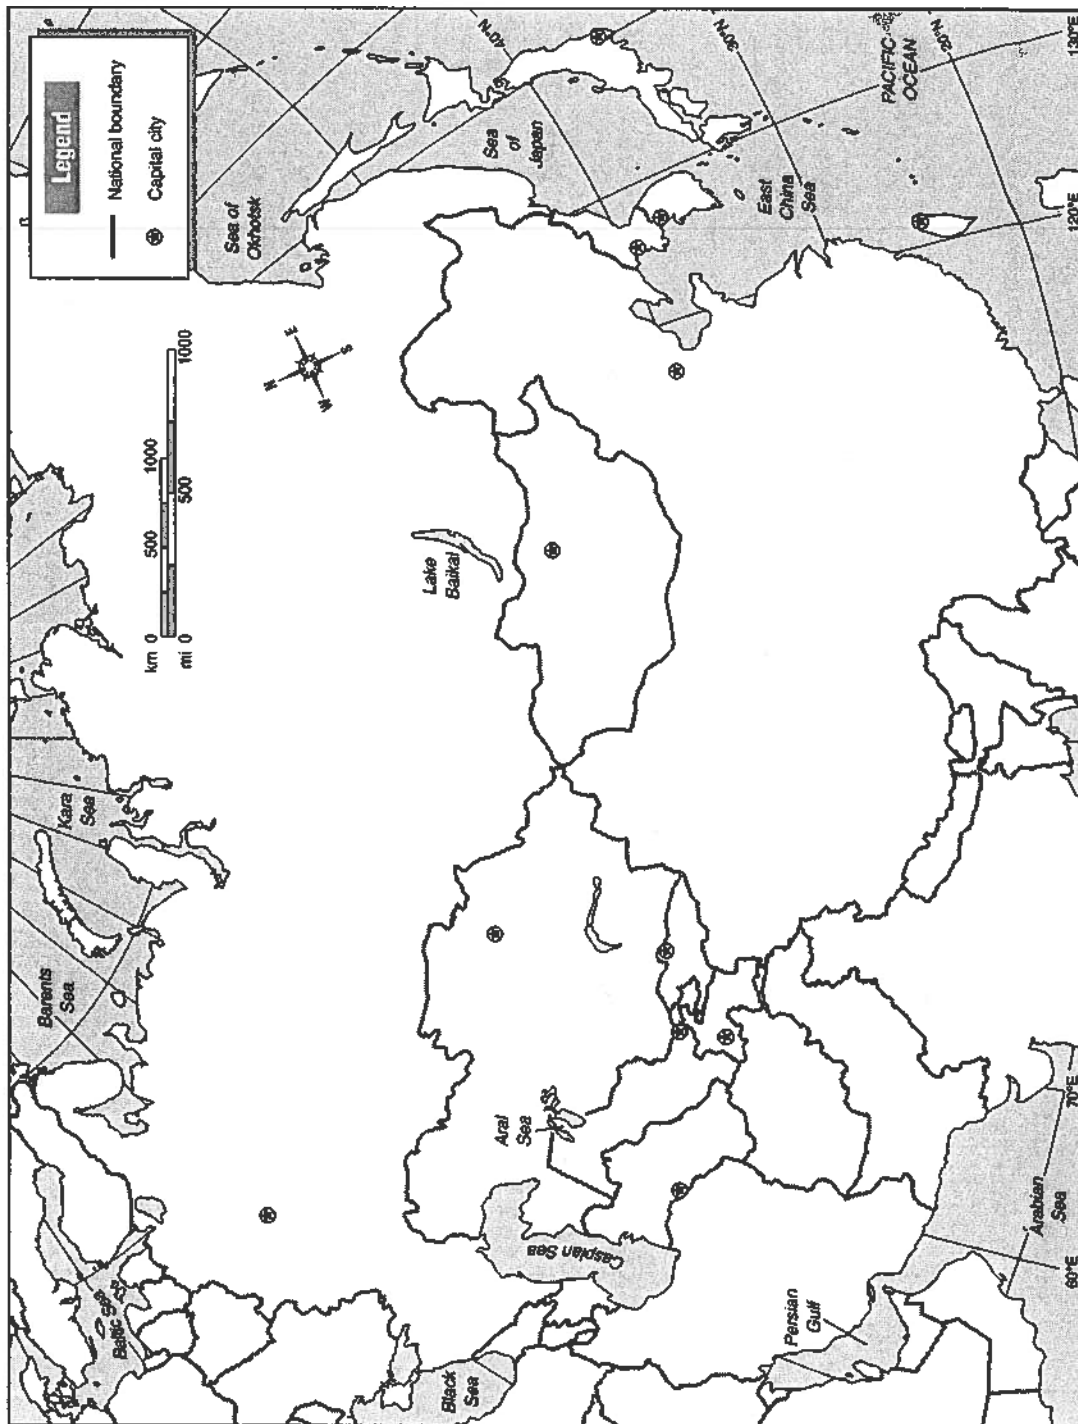 Legend
National boundary
Capital city
km 0 500 1000
mi 0 500 1000
N
E
S
W
Barents
Sea
Kara
Sea
Sea of
Okhotsk
Baltic
Lake
Baikal
Sea
of
Japan
40°N
30°N
20°N
PACIFIC
OCEAN
130°E
120°E
East
China
Sea
Aral
Sea
Caspian Sea
Black
Sea
Persian
Gulf
Arabian
Sea
60°E
70°E